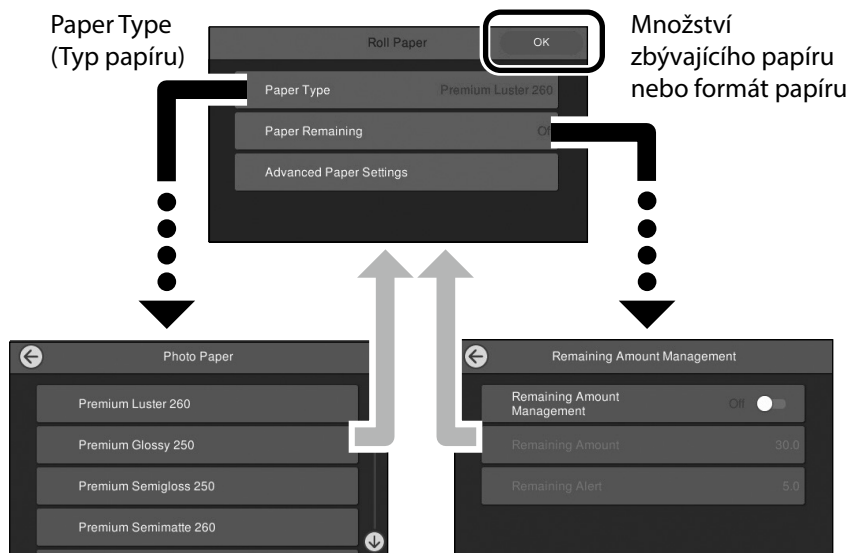 Paper Type
(Typ papíru)
Množství
zbývajícího papíru
nebo formát papíru
Roll Paper
OK
Paper Type
Premium Luster 260
Paper Remaining
Advanced Paper Settings
Photo Paper
Premium Luster 260
Premium Glossy 250
Premium Semigloss 250
Premium Semimatte 260
Remaining Amount Management
Remaining Amount
Management
Off
Remaining Amount
30.0
Remaining Alert
5.0